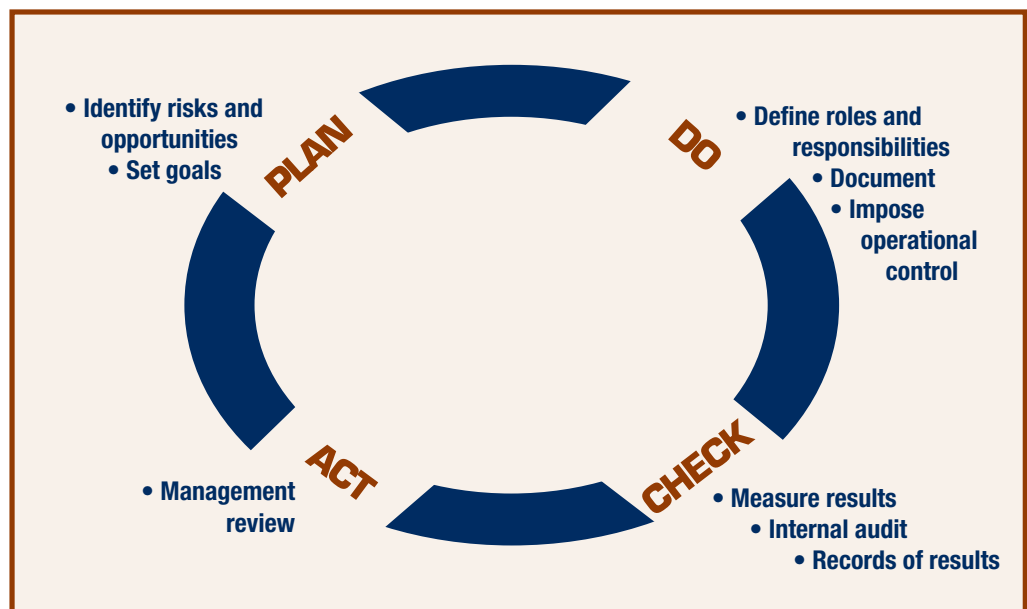 PLAN
• Identify risks and
opportunities
• Set goals
DO
• Define roles and
responsibilities
• Document
• Impose
operational
control
CHECK
• Measure results
• Internal audit
• Records of results
ACT
• Management
review